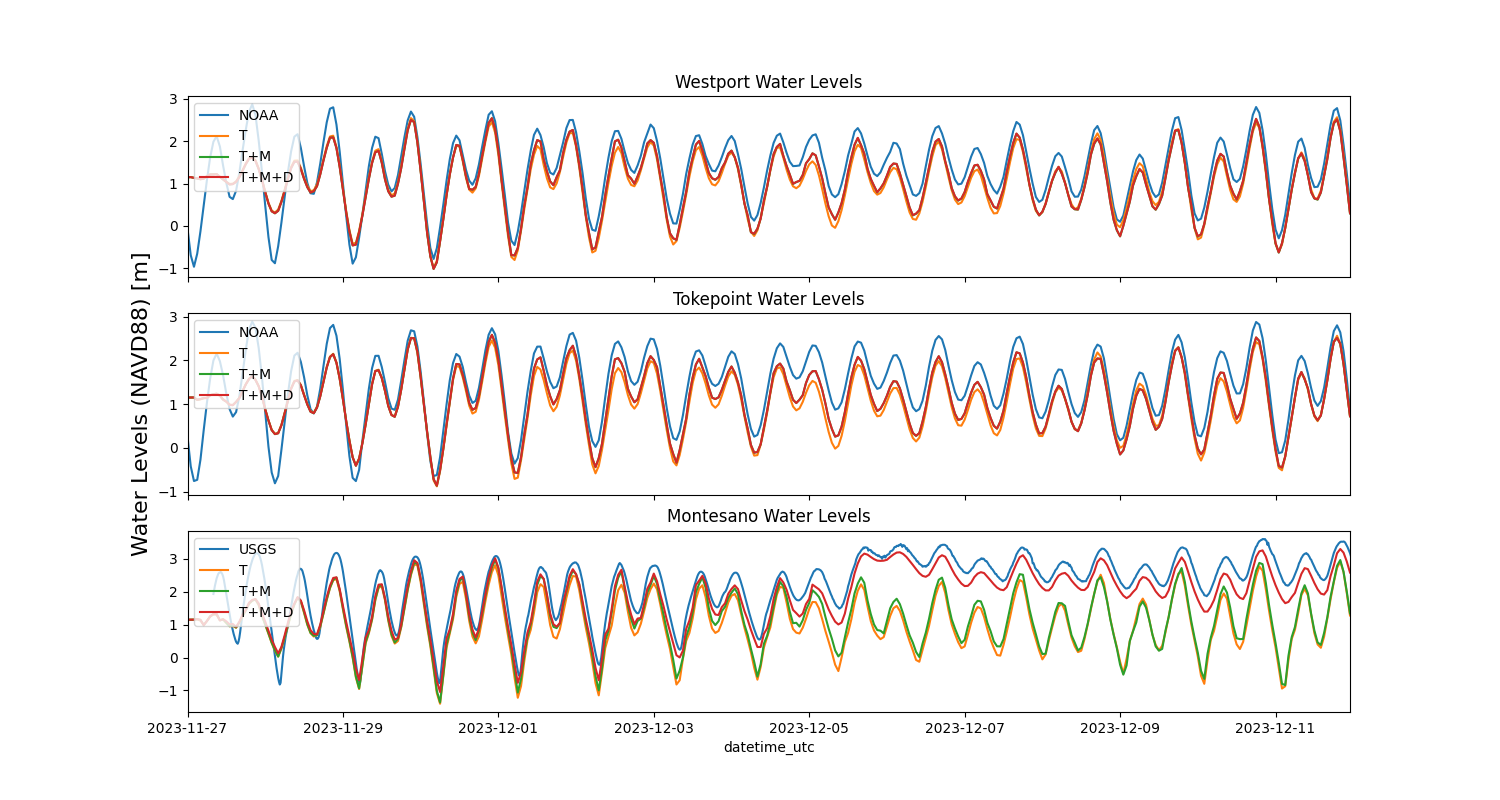 Westport Water Levels
3
2
1
0
−1
NOAA
T
T+M
T+M+D
Water Levels (NAVD88) [m]
Tokepoint Water Levels
3
2
1
0
−1
NOAA
T
T+M
T+M+D
Montesano Water Levels
3
2
1
0
−1
USGS
T
T+M
T+M+D
2023-11-27 2023-11-29 2023-12-01 2023-12-03 2023-12-05 2023-12-07 2023-12-09 2023-12-11
datetime_utc